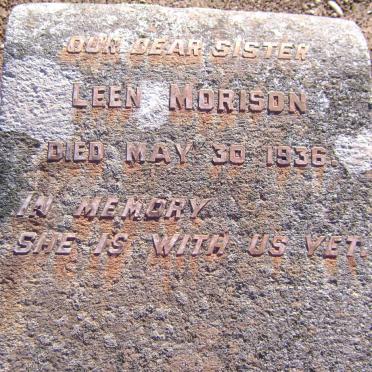 OUR DEAR SISTER
LEEN MORISON
DIED MAY 30 1936.
IN MEMORY
SHE IS WITH US YET.